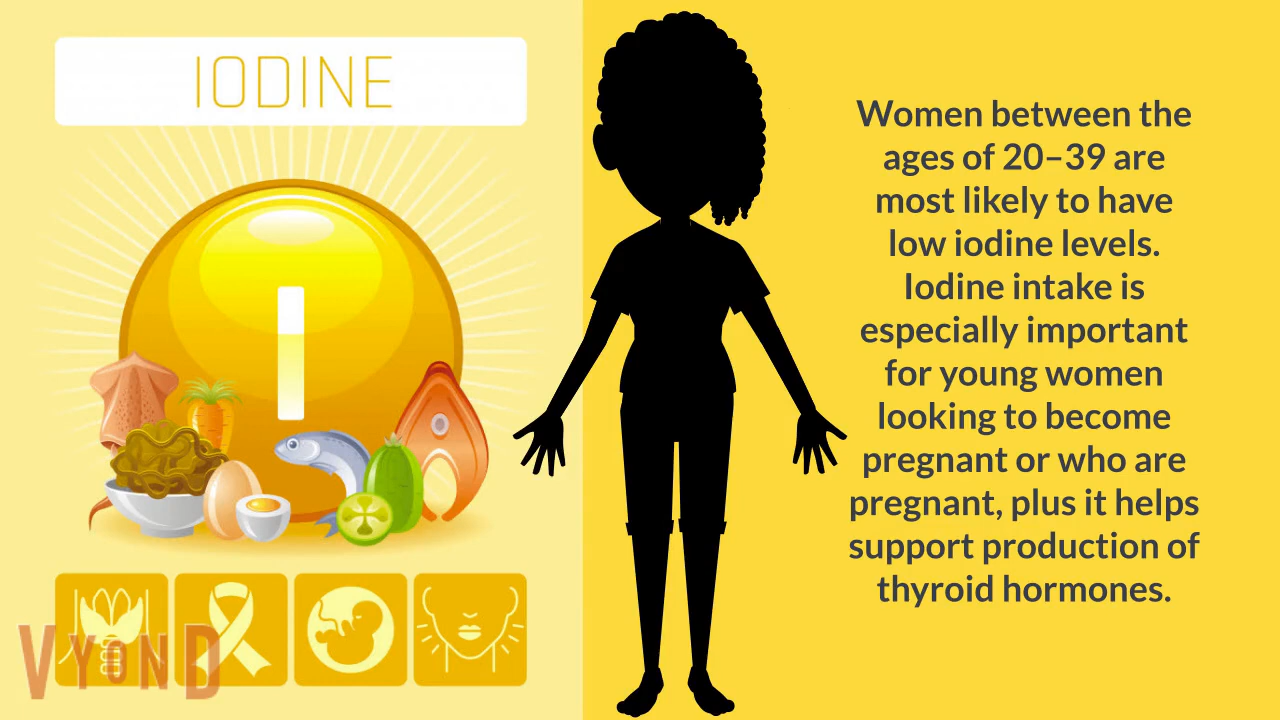 IODINE
I
Women between the
ages of 20–39 are
most likely to have
low iodine levels.
Iodine intake is
especially important
for young women
looking to become
pregnant or who are
pregnant, plus it helps
support production of
thyroid hormones.
VYOND